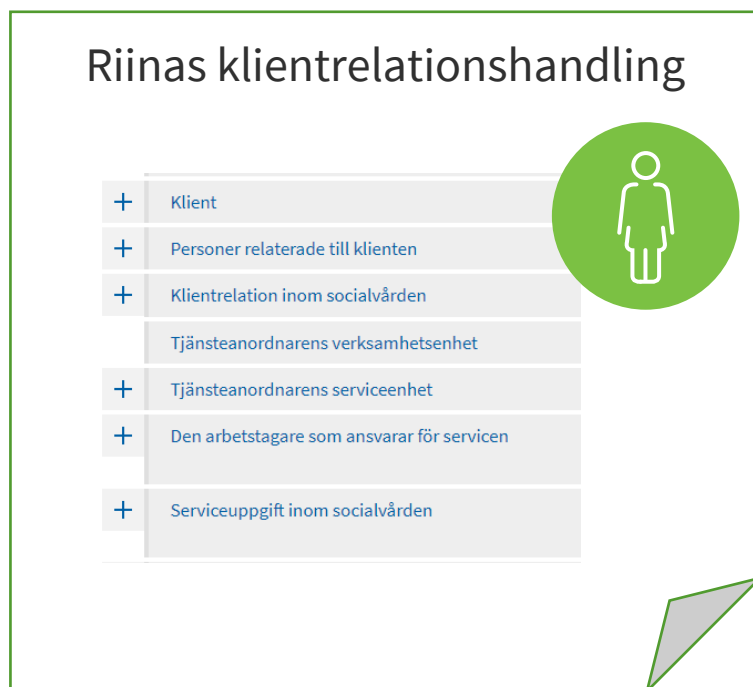 Riinas klientrelationshandling
Klient
Personer relaterade till klienten
Klientrelation inom socialvården
Tjänsteanordnarens verksamhetsenhet
Tjänsteanordnarens serviceenhet
Den arbetstagare som ansvarar för servicen
Serviceuppgift inom socialvården